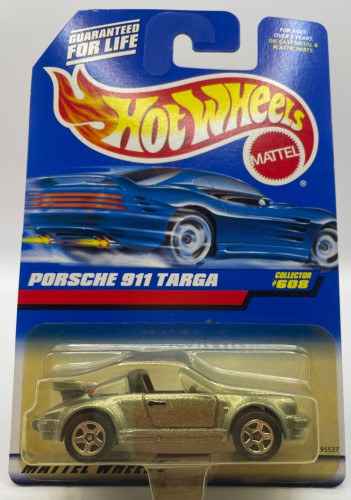 GUARANTEED
FOR LIFE
FOR AGES
OVER 3 YEARS.
DIE CAST METAL &
PLASTIC PARTS.
HOT WHEELS
MATTEL
®
PORSCHE 911 TARGA
COLLECTOR
#608
95537
MATTEL WHEELS